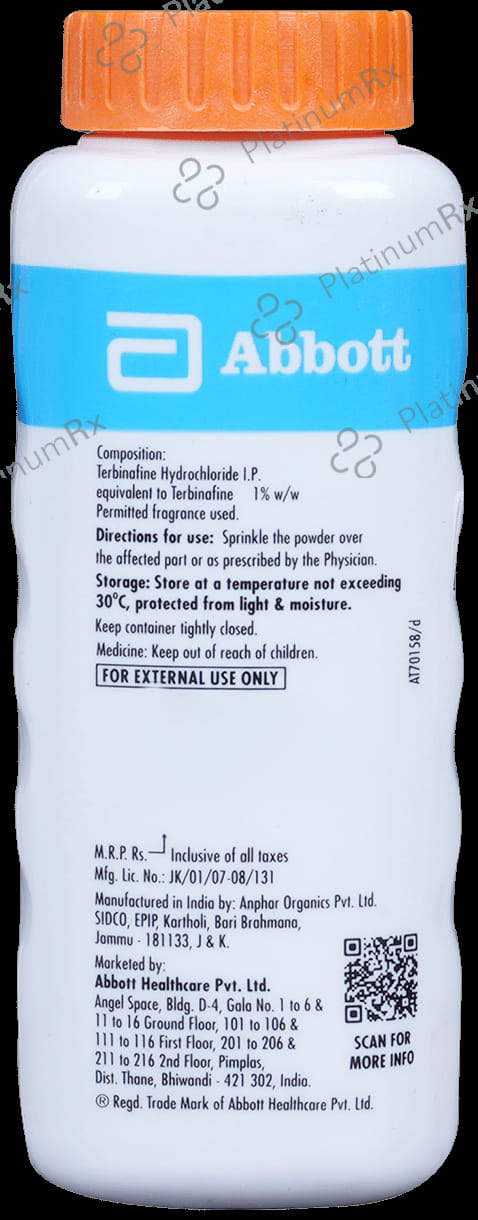 PlatinumRx
PlatinumRx
PlatinumRx
Abbott
PlatinumRx
PlatinumRx
Composition:
Terbinafine Hydrochloride I.P.
equivalent to Terbinafine 1% w/w
Permitted fragrance used.
Directions for use: Sprinkle the powder over
the affected part or as prescribed by the Physician.
Storage: Store at a temperature not exceeding
30°C, protected from light & moisture.
Keep container tightly closed.
Medicine: Keep out of reach of children.
FOR EXTERNAL USE ONLY
AT70158/d
M.R.P. Rs. Inclusive of all taxes
Mfg. Lic. No.: JK/01/07-08/131
Manufactured in India by: Anphar Organics Pvt. Ltd.
SIDCO, EPIP, Kartholi, Bari Brahmana,
Jammu - 181133, J & K.
Marketed by:
Abbott Healthcare Pvt. Ltd.
Angel Space, Bldg. D-4, Gala No. 1 to 6 &
11 to 16 Ground Floor, 101 to 106 &
111 to 116 First Floor, 201 to 206 &
211 to 216 2nd Floor, Pimplas,
Dist. Thane, Bhiwandi - 421 302, India.
® Regd. Trade Mark of Abbott Healthcare Pvt. Ltd.
SCAN FOR
MORE INFO